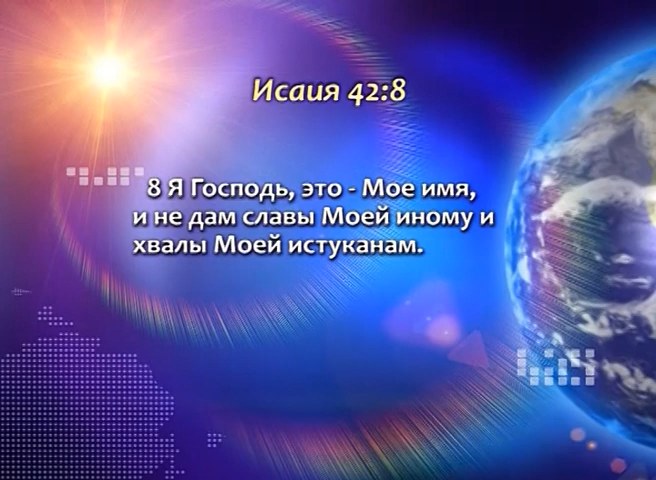 Исаия 42:8
8 Я Господь, это - Мое имя,
и не дам славы Моей иному и
хвалы Моей истуканам.